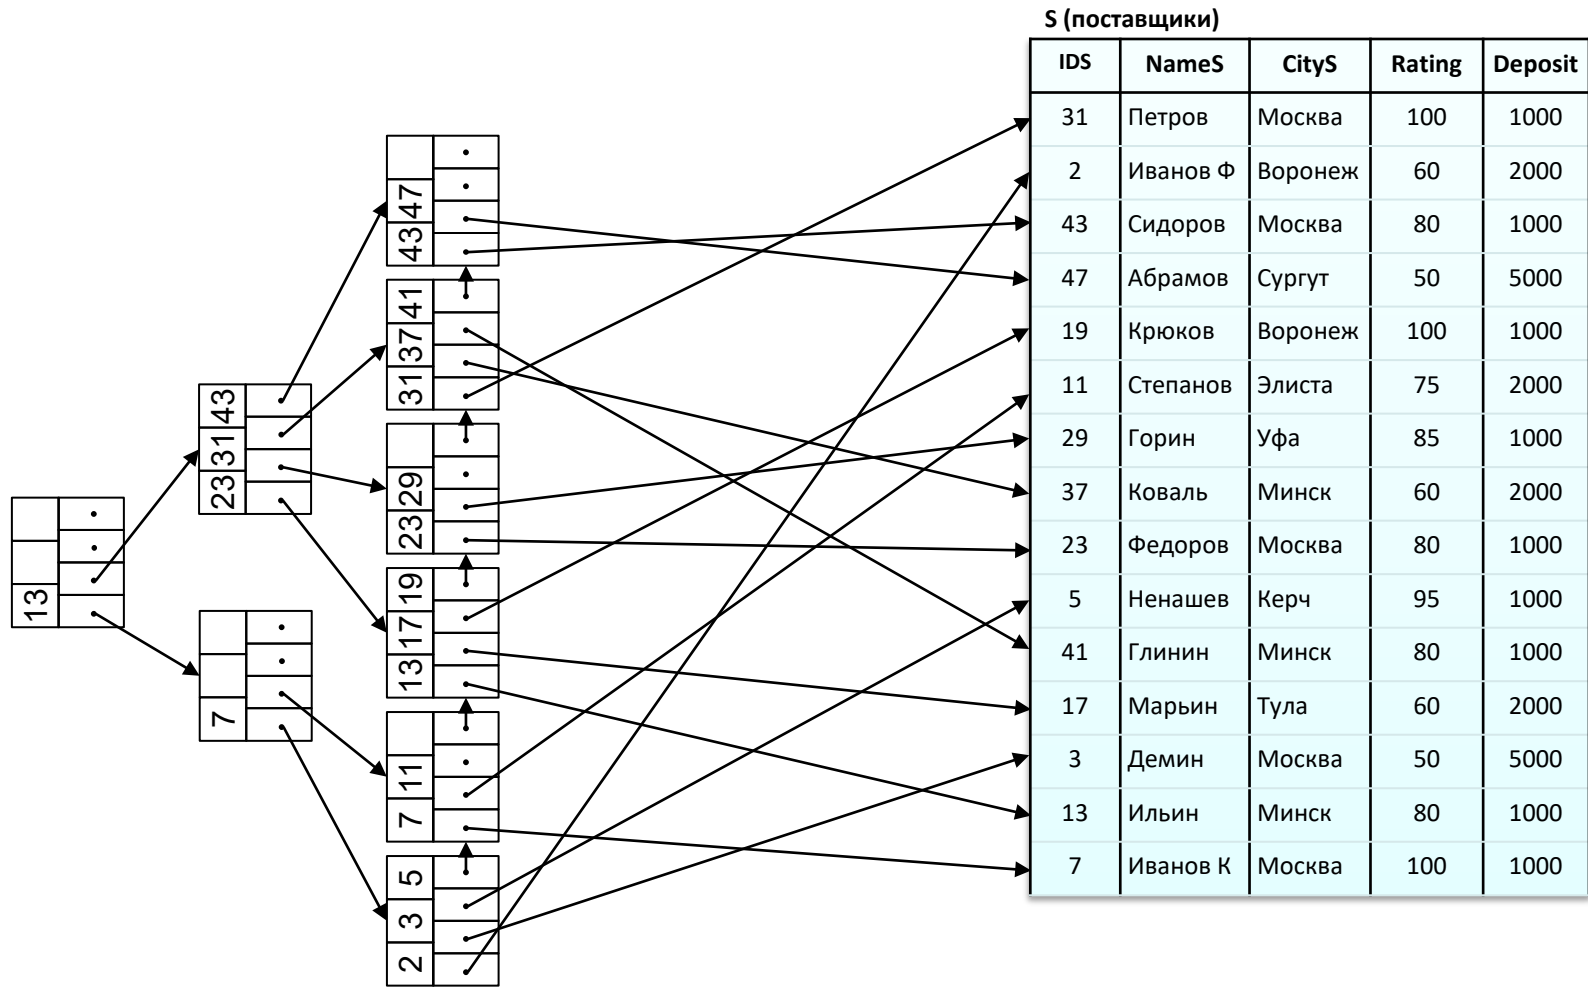 S (поставщики)
IDS NameS CityS Rating Deposit
31 Петров Москва 100 1000
2 Иванов Ф Воронеж 60 2000
43 Сидоров Москва 80 1000
47 Абрамов Сургут 50 5000
19 Крюков Воронеж 100 1000
11 Степанов Элиста 75 2000
29 Горин Уфа 85 1000
37 Коваль Минск 60 2000
23 Федоров Москва 80 1000
5 Ненашев Керч 95 1000
41 Глинин Минск 80 1000
17 Марьин Тула 60 2000
3 Демин Москва 50 5000
13 Ильин Минск 80 1000
7 Иванов К Москва 100 1000
13
23 31 43
7
43 47
31 37 41
23 29
13 17 19
7 11
2 3 5